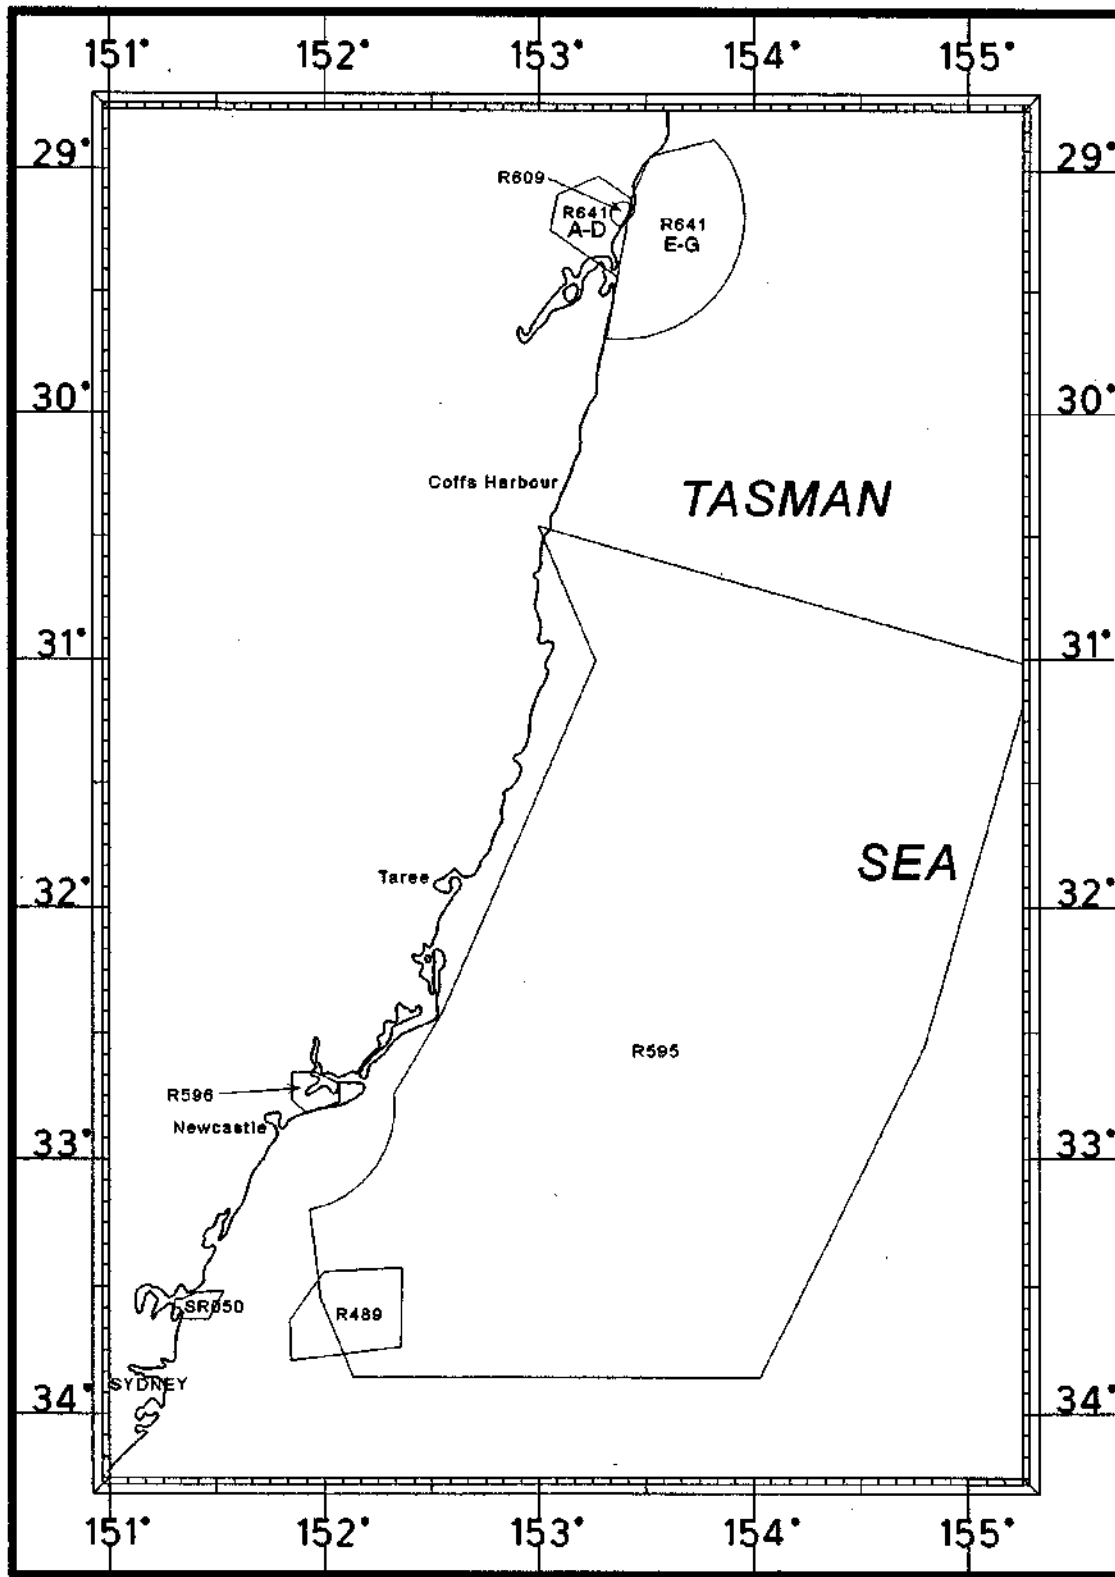 151° 152° 153° 154° 155°
29° 29°
R609
R641
A-D
R641
E-G
30° 30°
Coffs Harbour
TASMAN
31° 31°
SEA
Taree
32° 32°
R595
R596
Newcastle
33° 33°
SR050
R489
SYDNEY
34° 34°
151° 152° 153° 154° 155°